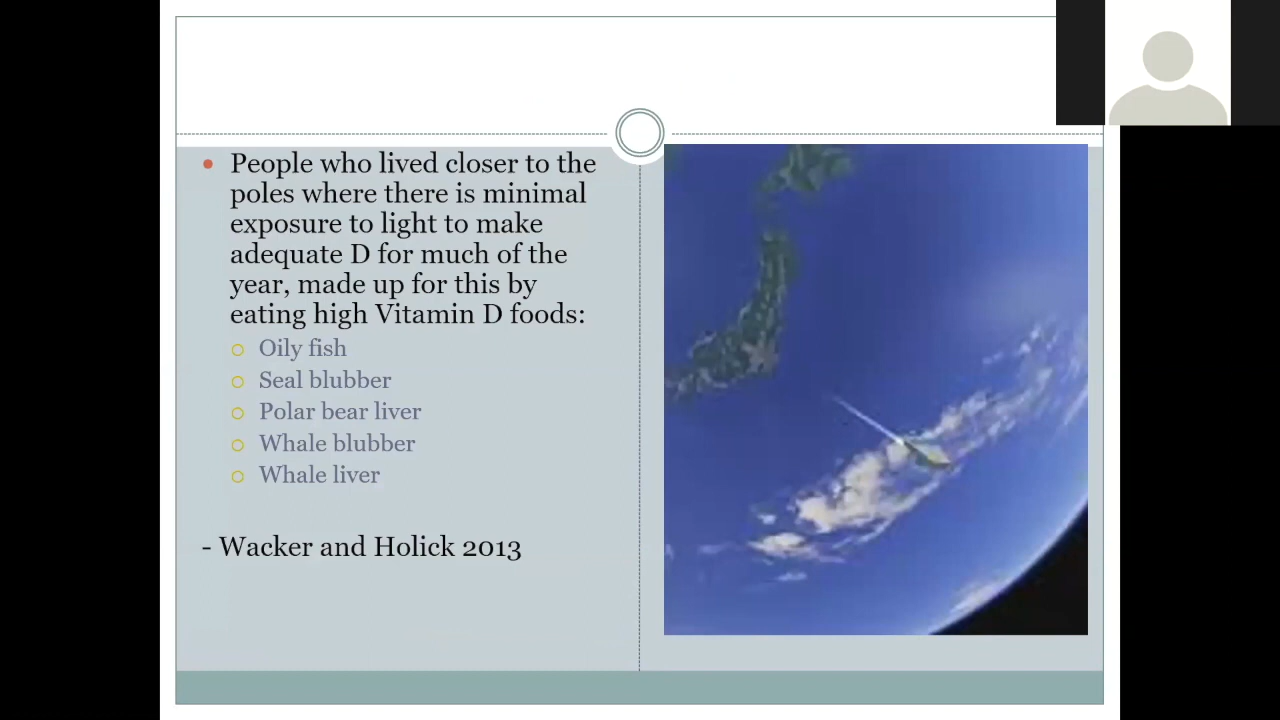 People who lived closer to the
poles where there is minimal
exposure to light to make
adequate D for much of the
year, made up for this by
eating high Vitamin D foods:
Oily fish
Seal blubber
Polar bear liver
Whale blubber
Whale liver
- Wacker and Holick 2013